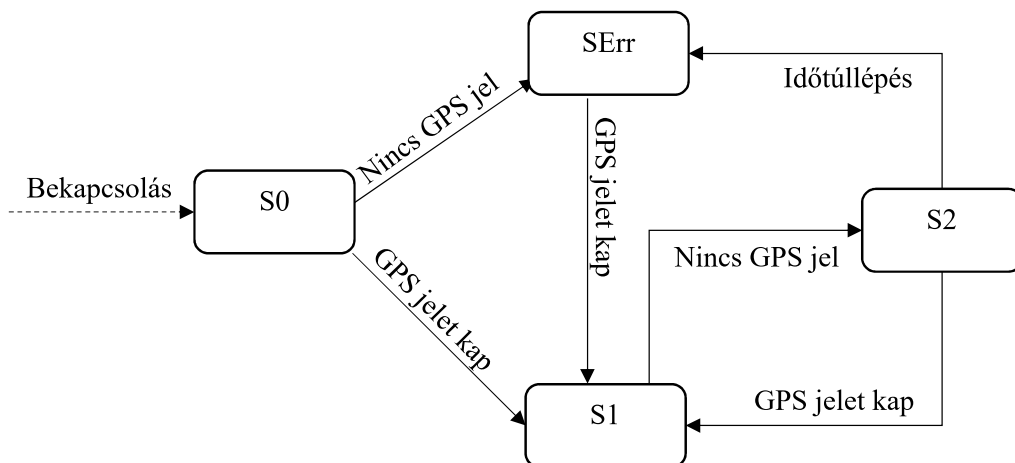 SErr
Időtúllépés
Nincs GPS jel
GPS jelet kap
Bekapcsolás
S0
S2
Nincs GPS jel
GPS jelet kap
GPS jelet kap
S1